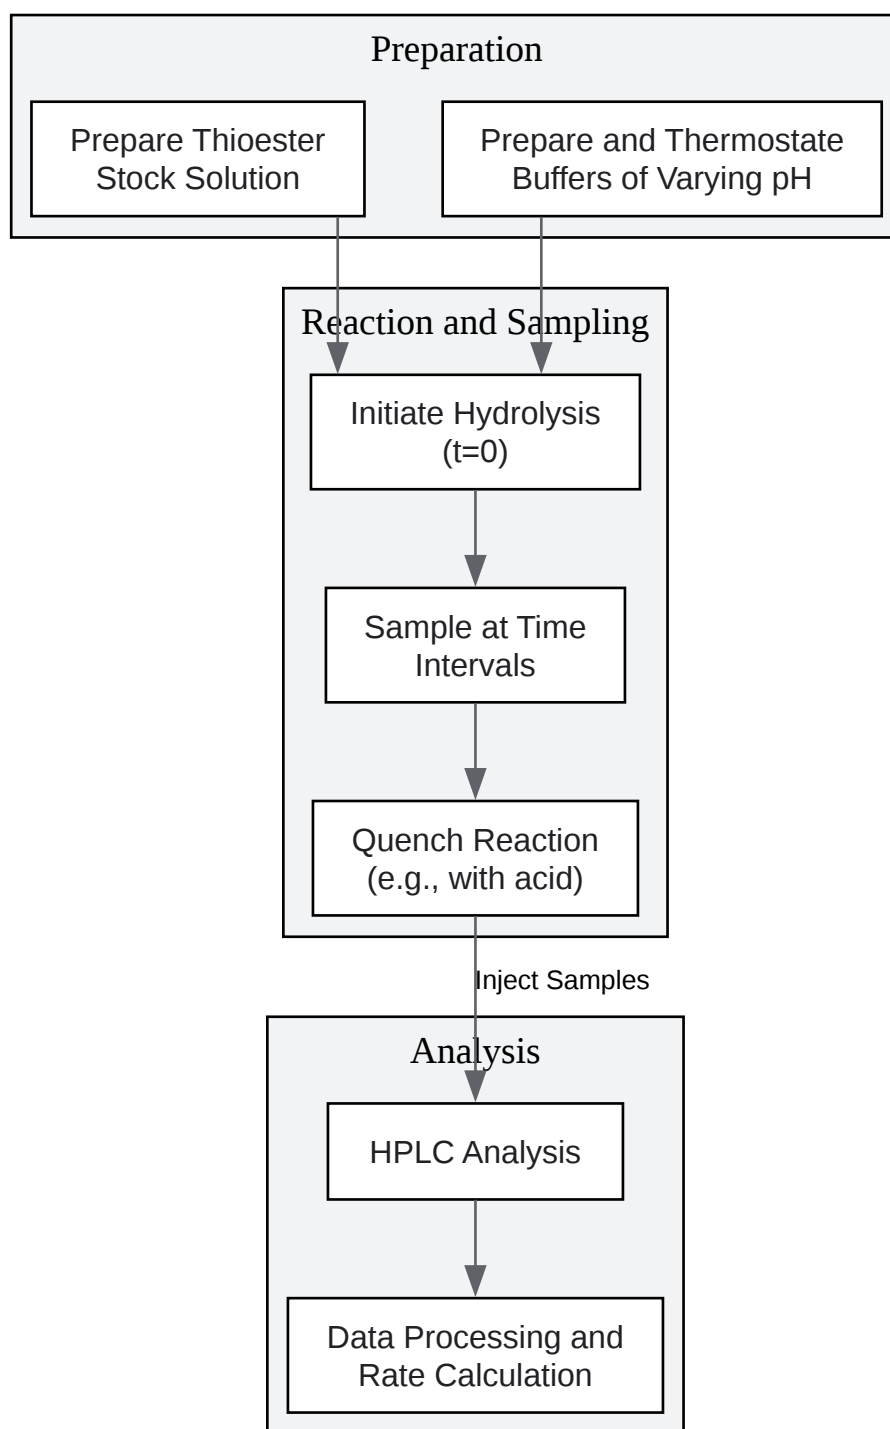 Preparation
Prepare Thioester
Stock Solution
Prepare and Thermostate
Buffers of Varying pH
Reaction and Sampling
Initiate Hydrolysis
(t=0)
Sample at Time
Intervals
Quench Reaction
(e.g., with acid)
Inject Samples
Analysis
HPLC Analysis
Data Processing and
Rate Calculation